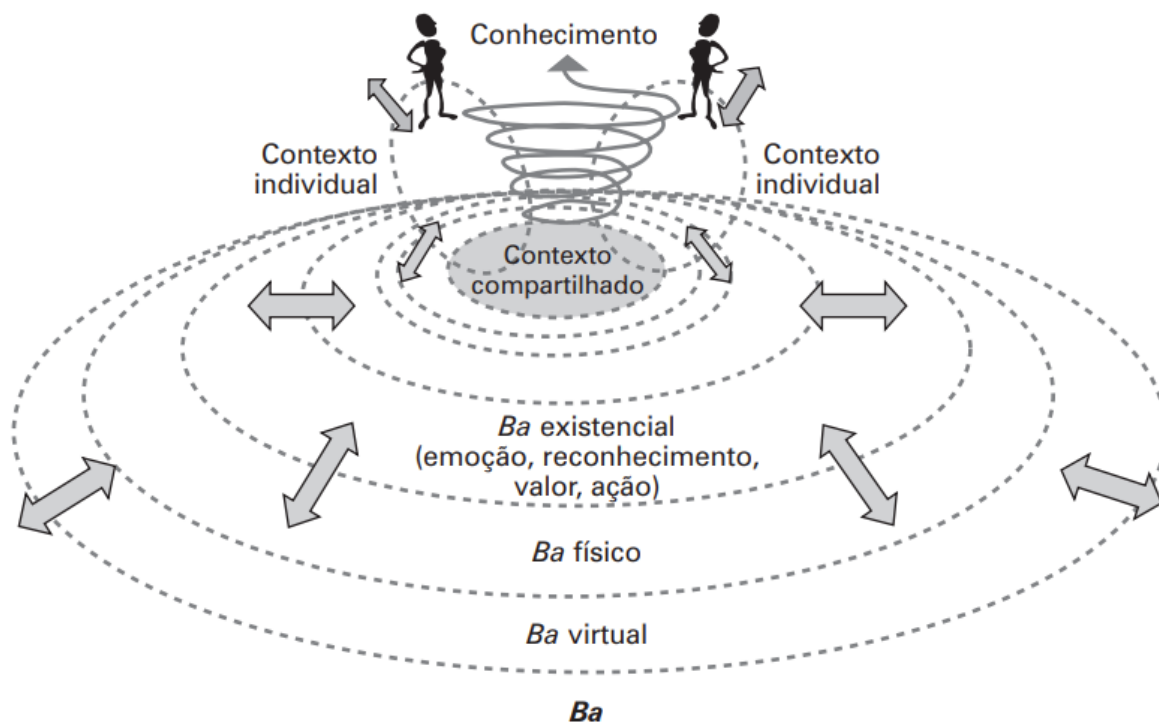 Conhecimento
Contexto
individual
Contexto
individual
Contexto
compartilhado
Ba existencial
(emoção, reconhecimento,
valor, ação)
Ba físico
Ba virtual
Ba